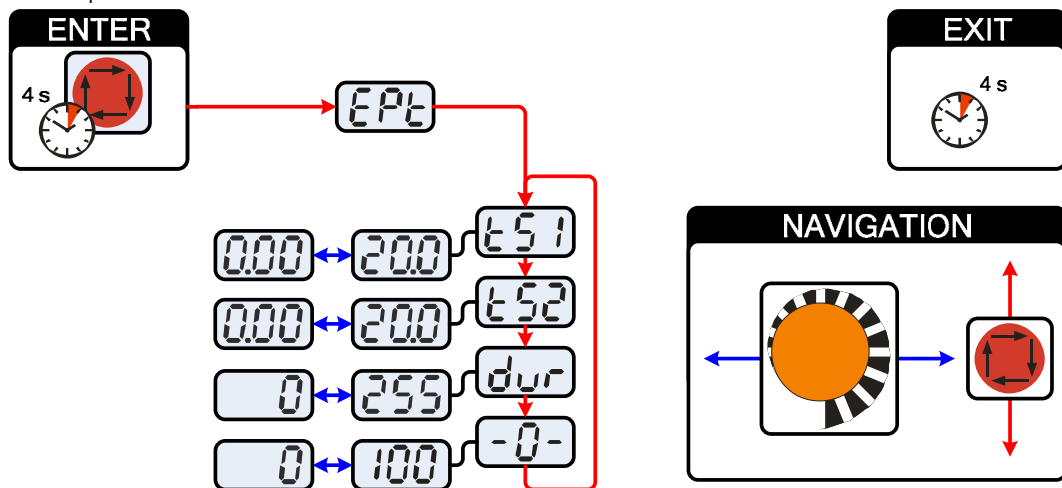 ENTER
EXIT
4 s
4 s
EPt
NAVIGATION
tS1
0.00
20.0
tS2
0.00
20.0
dur
0
255
-0-
0
100